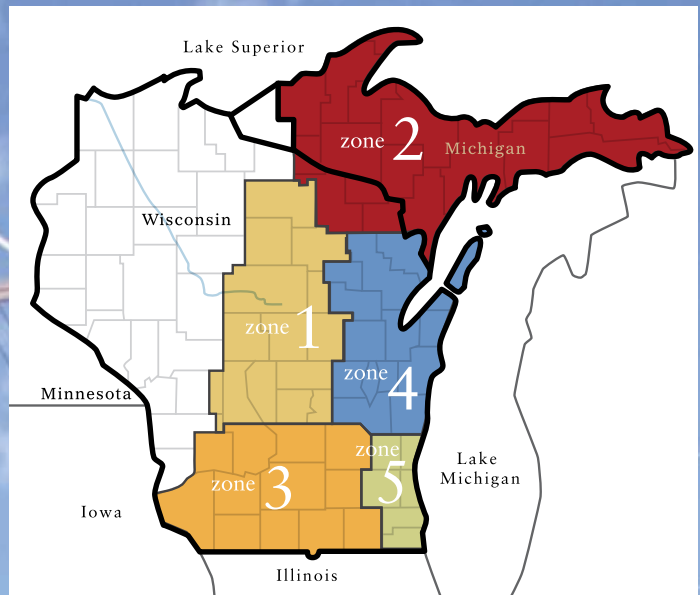 Lake Superior
zone 2
Michigan
Wisconsin
zone 1
zone 4
Minnesota
zone 5
zone 3
Lake
Michigan
Iowa
Illinois